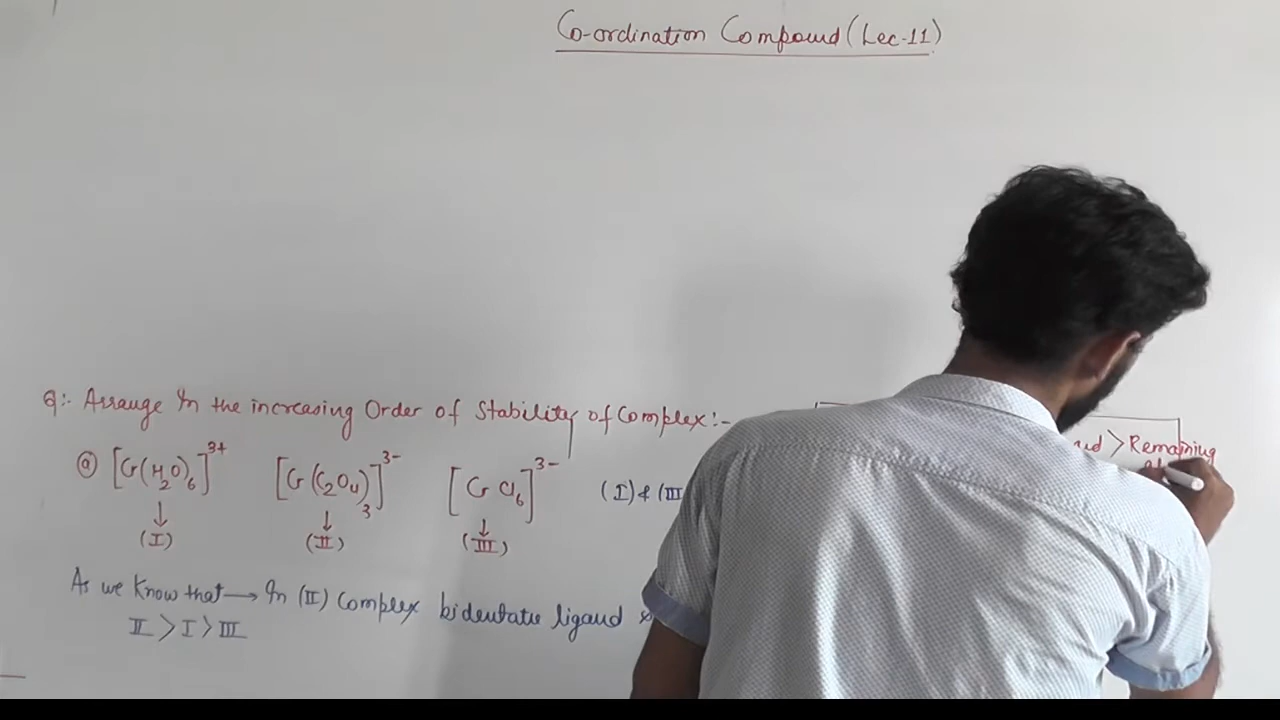 Co-ordination Compound (Lec-11)
Q:- Arrange In the increasing Order of Stability of Complex:-
> Remaining
(a) [Cr(H2O)6]3+ [Cr(C2O4)3]3- [CrCl6]3- (I) & (III
(I) (II) (III)
As we know that → In (II) Complex bidentate ligand
II > I > III